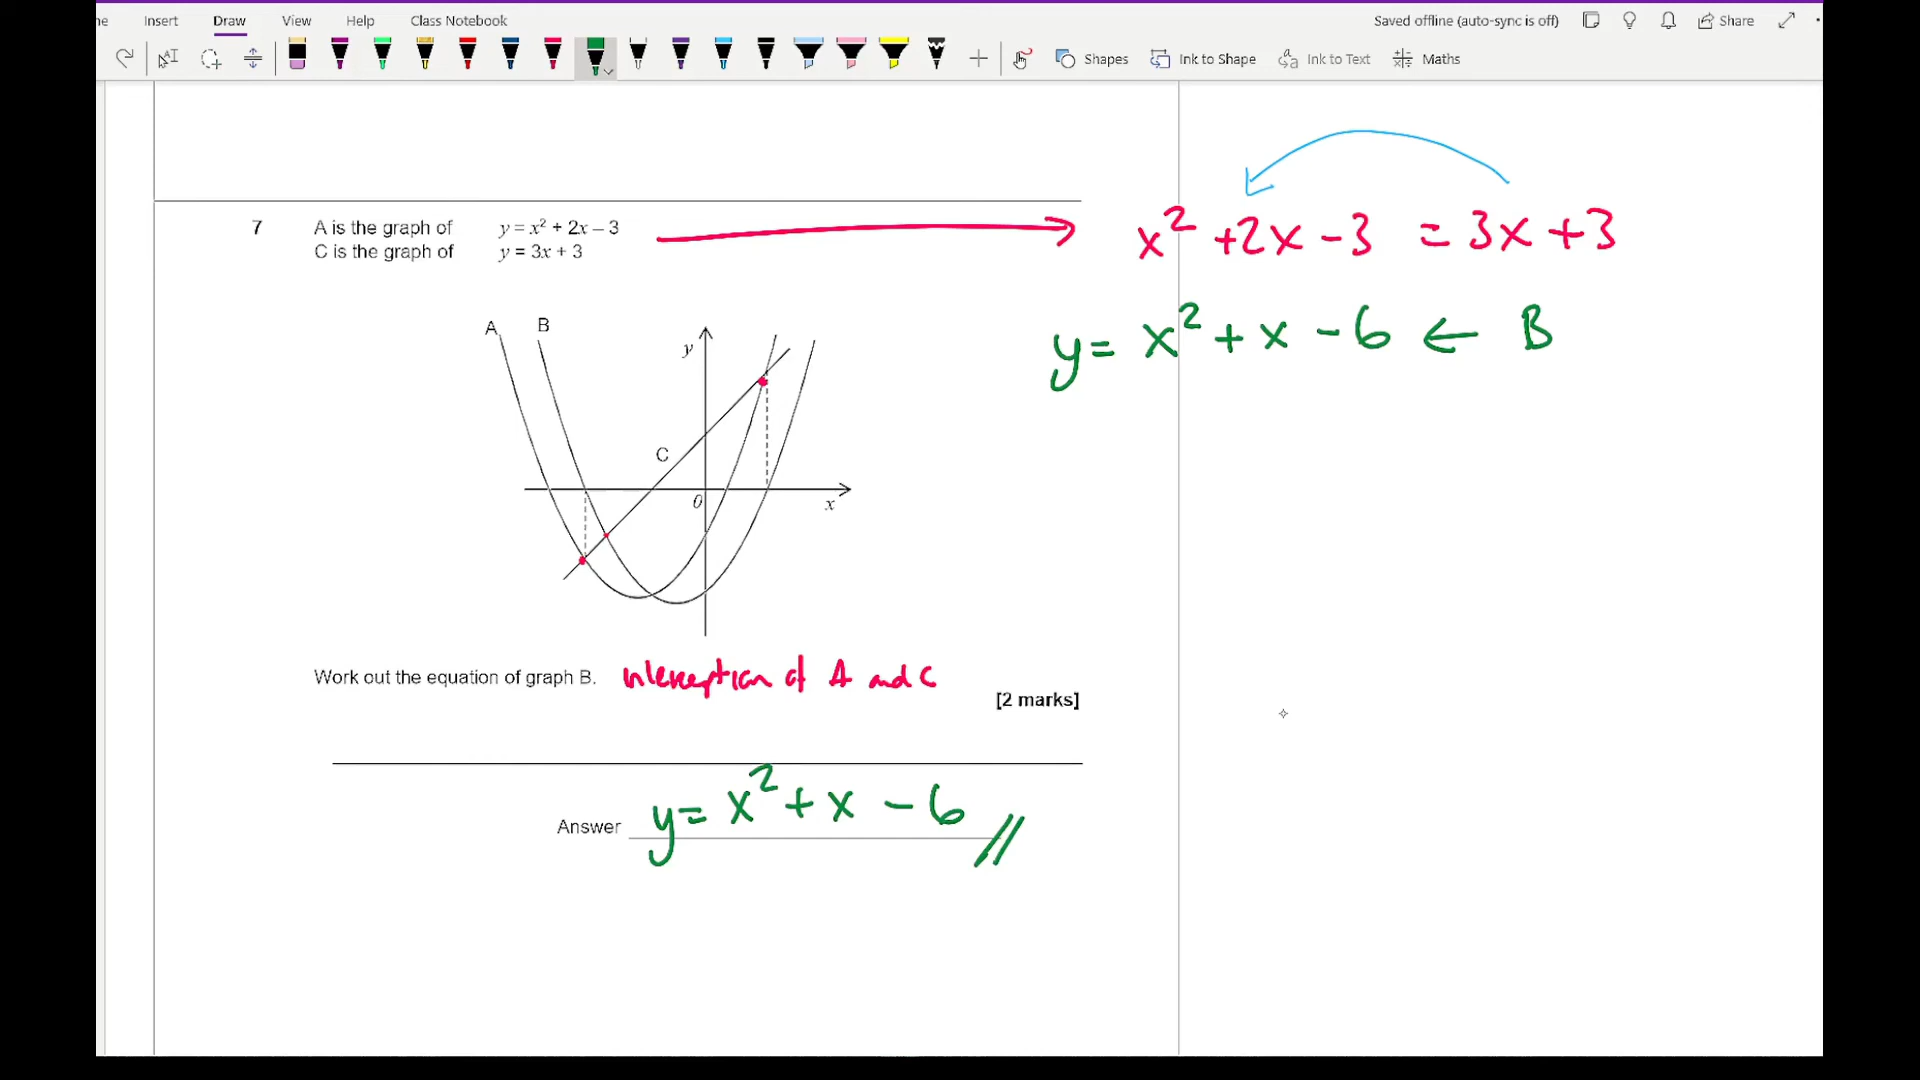 ne Insert Draw View Help Class Notebook Saved offline (auto-sync is off) Share
Shapes Ink to Shape Ink to Text Maths
7 A is the graph of y = x² + 2x – 3
C is the graph of y = 3x + 3
x² + 2x - 3 = 3x + 3
y = x² + x - 6 ← B
A B
y
C
0
x
Work out the equation of graph B. interception of A and C
[2 marks]
Answer y = x² + x - 6 //